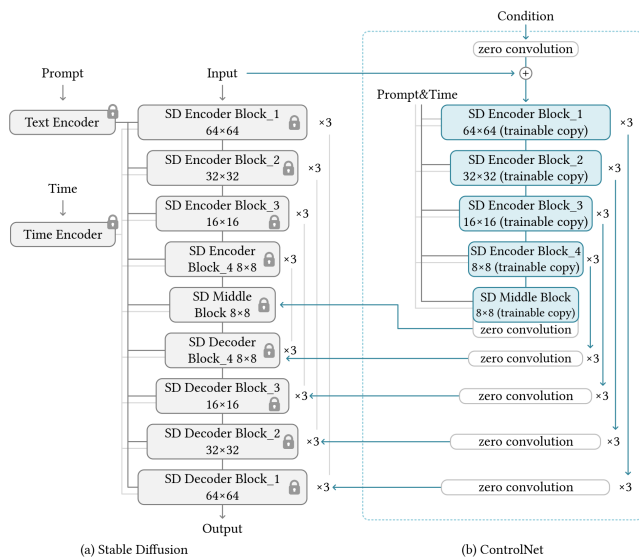 Condition
zero convolution
Prompt
Input
+
Prompt&Time
Text Encoder
SD Encoder Block_1
64×64
×3
SD Encoder Block_1
64×64 (trainable copy)
×3
SD Encoder Block_2
32×32
×3
SD Encoder Block_2
32×32 (trainable copy)
×3
Time
SD Encoder Block_3
16×16
×3
SD Encoder Block_3
16×16 (trainable copy)
×3
Time Encoder
SD Encoder
Block_4 8×8
×3
SD Encoder Block_4
8×8 (trainable copy)
×3
SD Middle
Block 8×8
SD Middle Block
8×8 (trainable copy)
zero convolution
SD Decoder
Block_4 8×8
×3
zero convolution
×3
SD Decoder Block_3
16×16
×3
zero convolution
×3
SD Decoder Block_2
32×32
×3
zero convolution
×3
SD Decoder Block_1
64×64
×3
zero convolution
×3
Output
(a) Stable Diffusion
(b) ControlNet